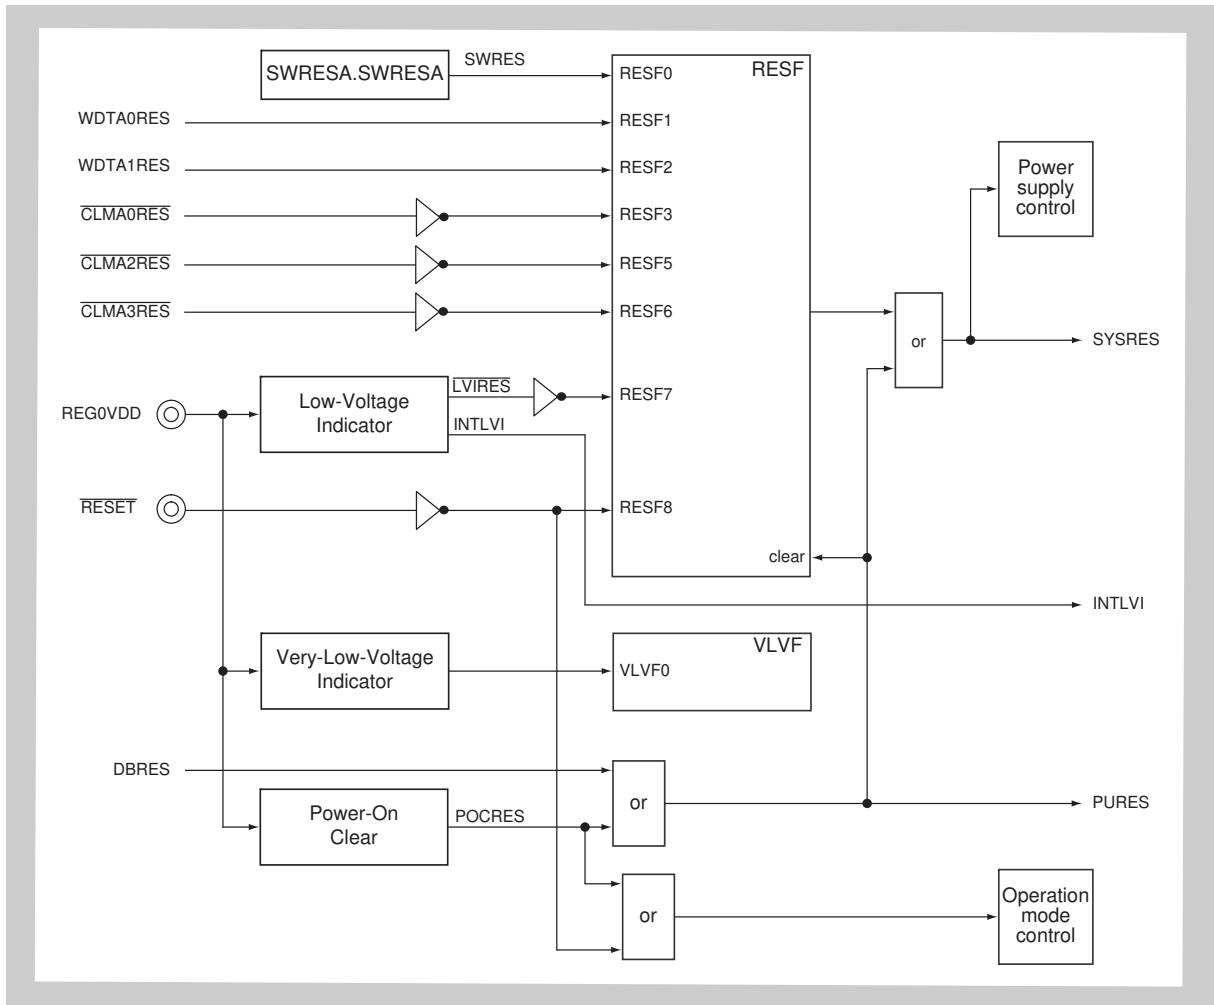 SWRESA.SWRESA
SWRES
RESF
RESF0
WDTA0RES
RESF1
WDTA1RES
RESF2
Power
supply
control
CLMA0RES
RESF3
CLMA2RES
RESF5
CLMA3RES
RESF6
or
SYSRES
LVIRES
RESF7
REG0VDD
Low-Voltage
Indicator
INTLVI
RESET
RESF8
clear
INTLVI
VLVF
Very-Low-Voltage
Indicator
VLVF0
DBRES
or
PURES
Power-On
Clear
POCRES
or
Operation
mode
control